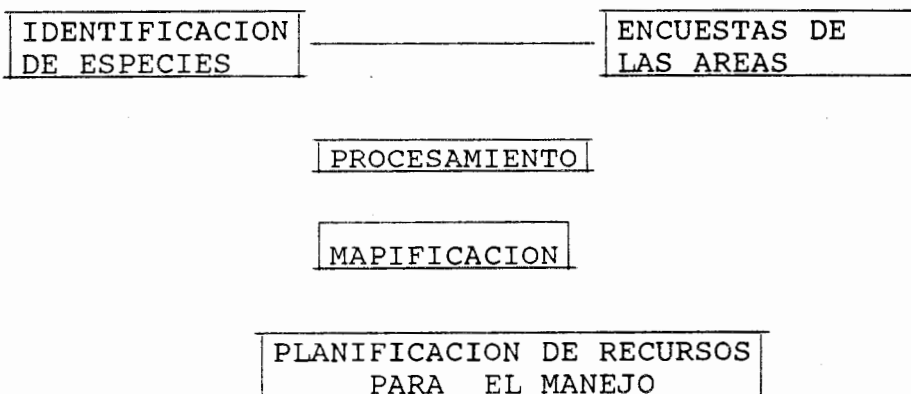 IDENTIFICACION
DE ESPECIES
ENCUESTAS DE
LAS AREAS
PROCESAMIENTO
MAPIFICACION
PLANIFICACION DE RECURSOS
PARA EL MANEJO